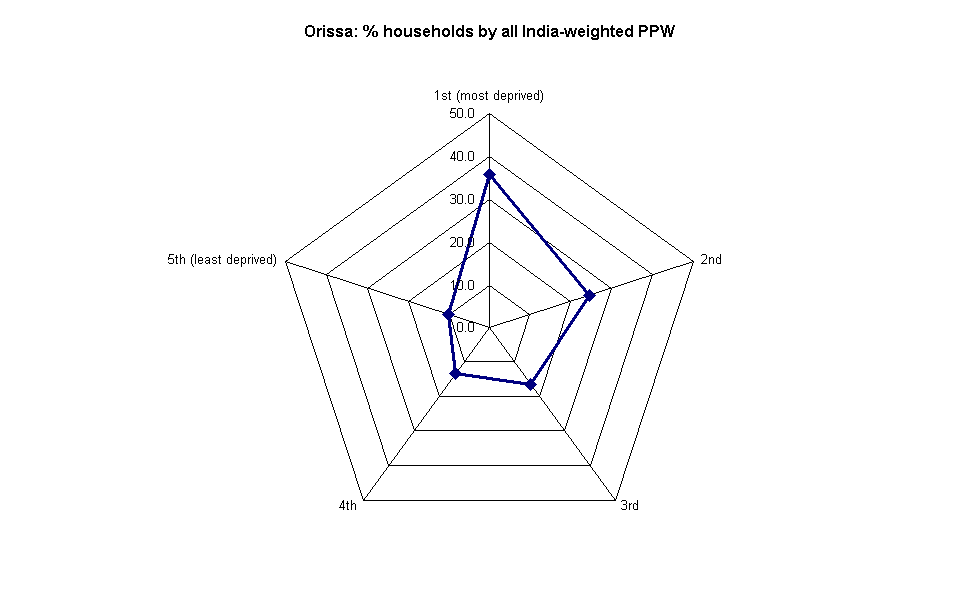 Orissa: % households by all India-weighted PPW
1st (most deprived)
50.0
40.0
30.0
20.0
10.0
0.0
5th (least deprived)
2nd
4th
3rd